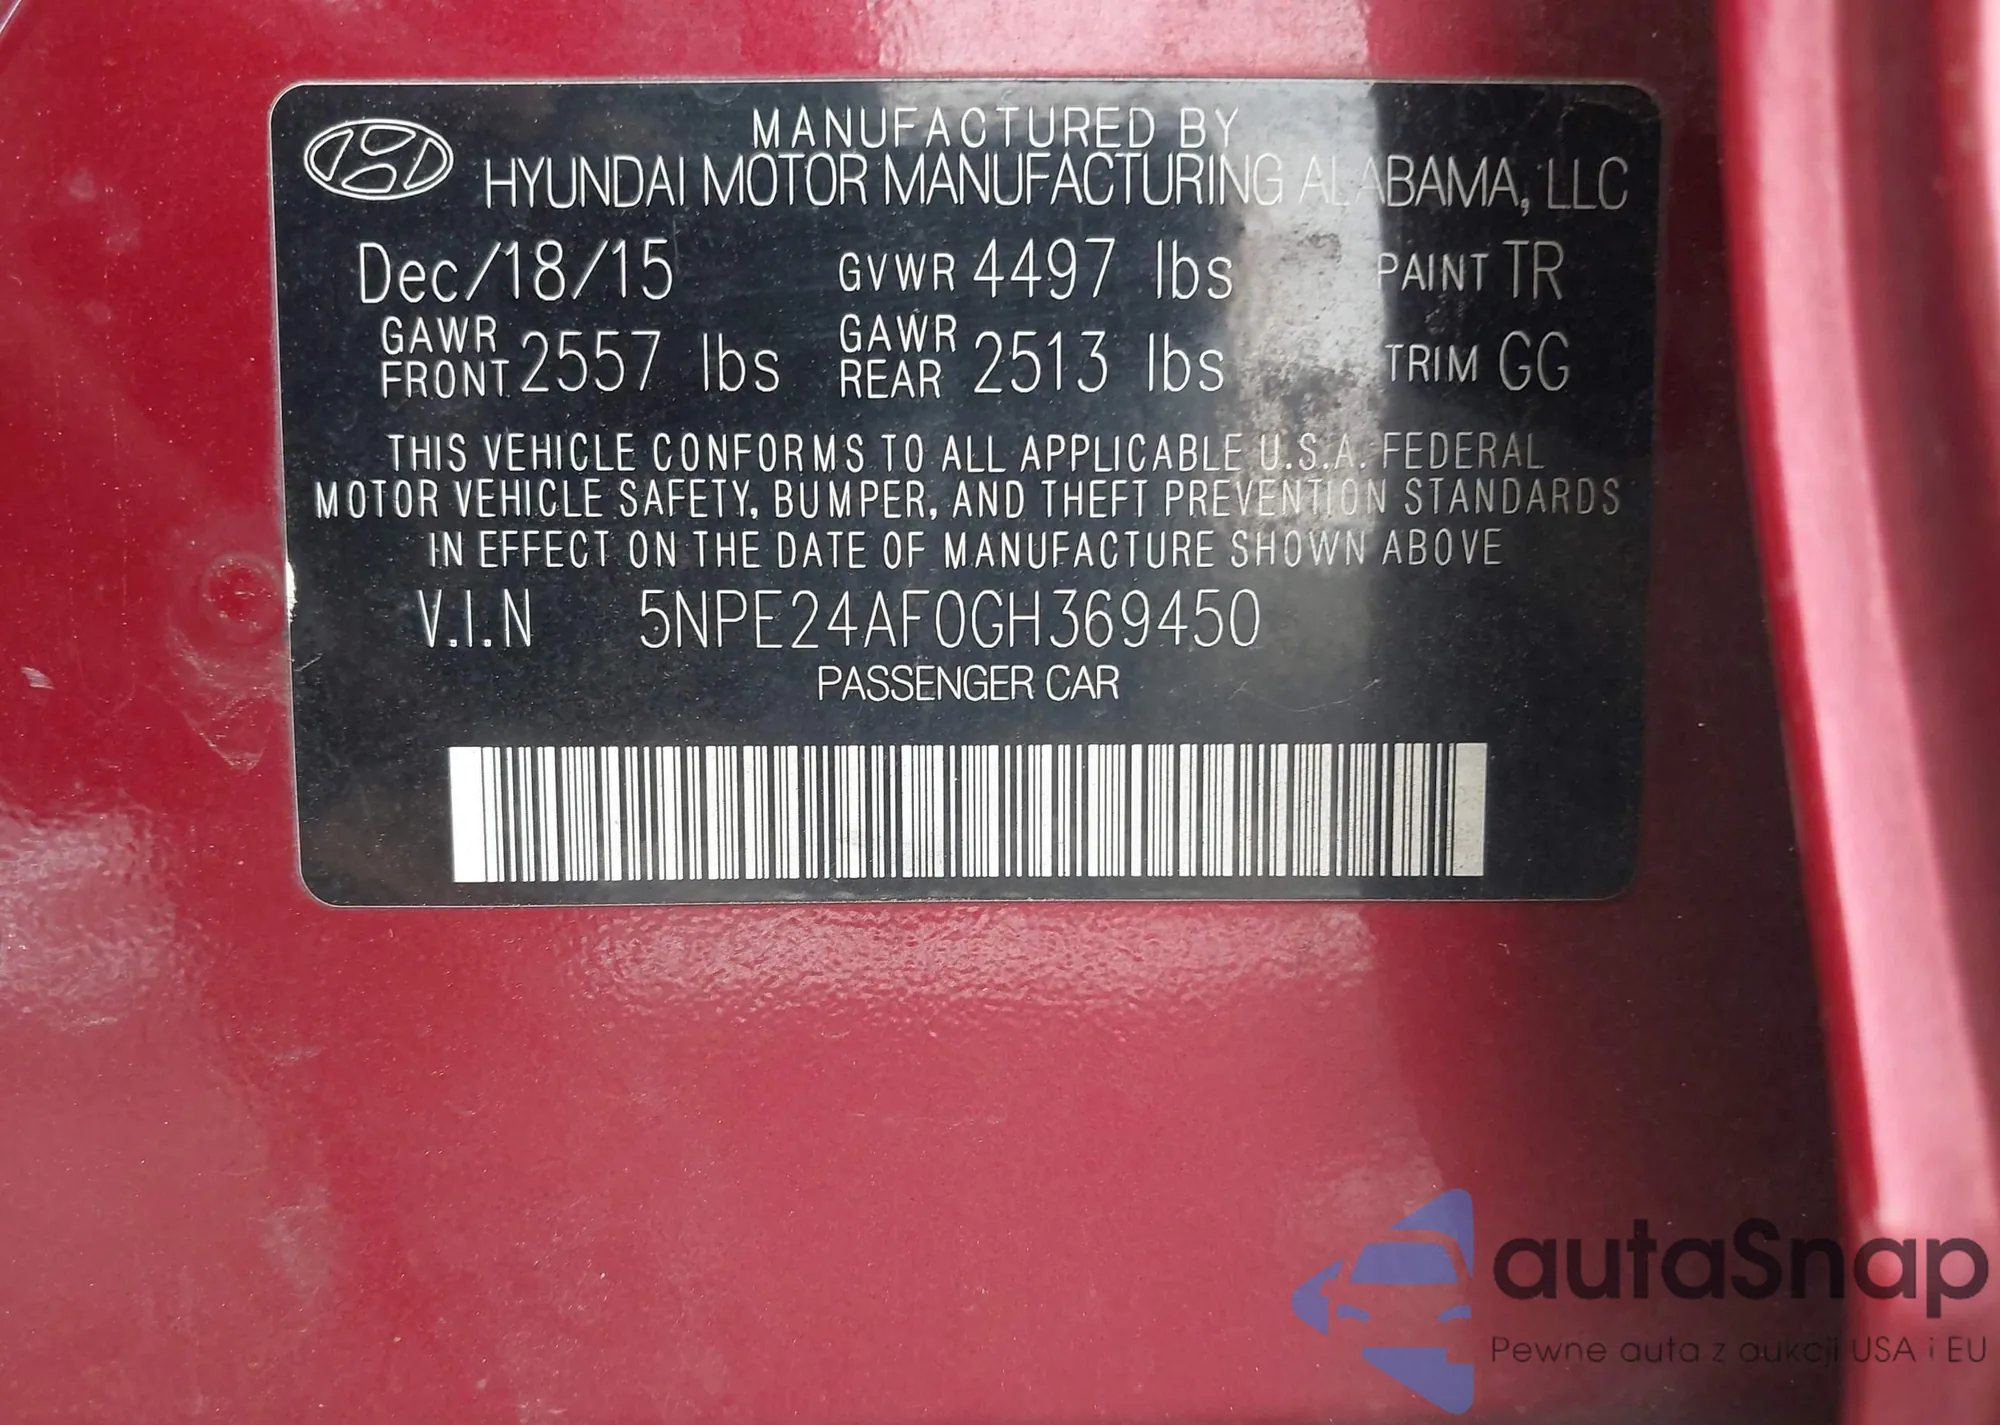 MANUFACTURED BY
HYUNDAI MOTOR MANUFACTURING ALABAMA, LLC
Dec/18/15 GVWR 4497 lbs PAINT TR
GAWR FRONT 2557 lbs GAWR REAR 2513 lbs TRIM GG
THIS VEHICLE CONFORMS TO ALL APPLICABLE U.S.A. FEDERAL
MOTOR VEHICLE SAFETY, BUMPER, AND THEFT PREVENTION STANDARDS
IN EFFECT ON THE DATE OF MANUFACTURE SHOWN ABOVE
V.I.N 5NPE24AF0GH369450
PASSENGER CAR
autaSnap
Pewne auta z aukcji USA i EU